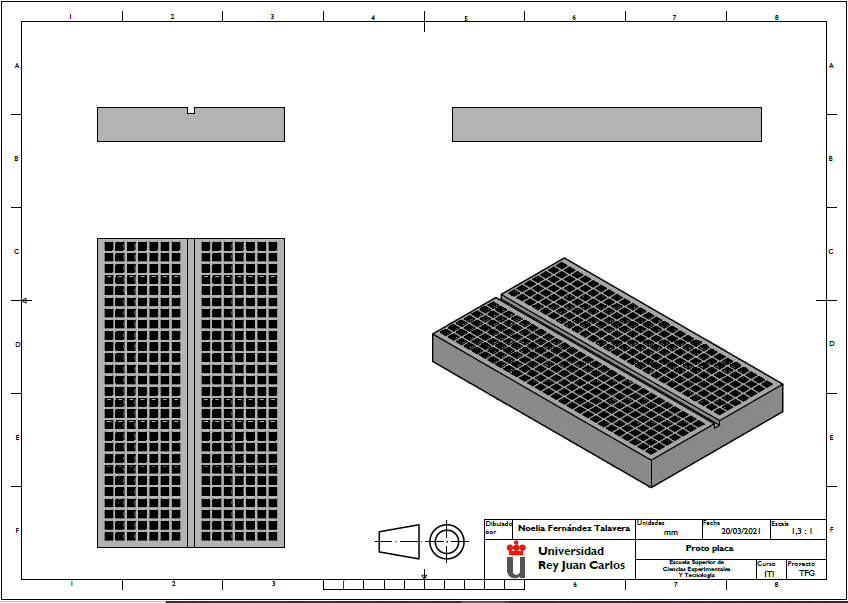 1 2 3 4 5 6 7 8
A A
B B
C C
D D
E E
F F
Dibujado por
Noelia Fernández Talavera
Unidades
mm
Fecha
20/03/2021
Escala
1,3 : 1
Universidad
Rey Juan Carlos
Proto placa
Escuela Superior de
Ciencias Experimentales
Y Tecnología
Curso
ITI
Proyecto
TFG
1 2 3 6 7 8